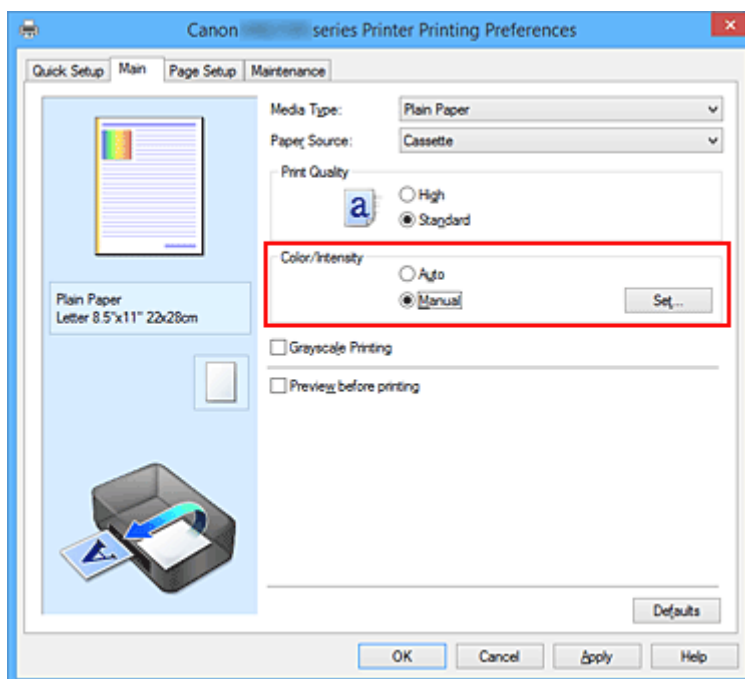 Canon series Printer Printing Preferences
Quick Setup Main Page Setup Maintenance
Media Type: Plain Paper
Paper Source: Cassette
Print Quality
a
High
Standard
Color/Intensity
Auto
Manual Set...
Plain Paper
Letter 8.5"x11" 22x28cm
Grayscale Printing
Preview before printing
A
Defaults
OK Cancel Apply Help